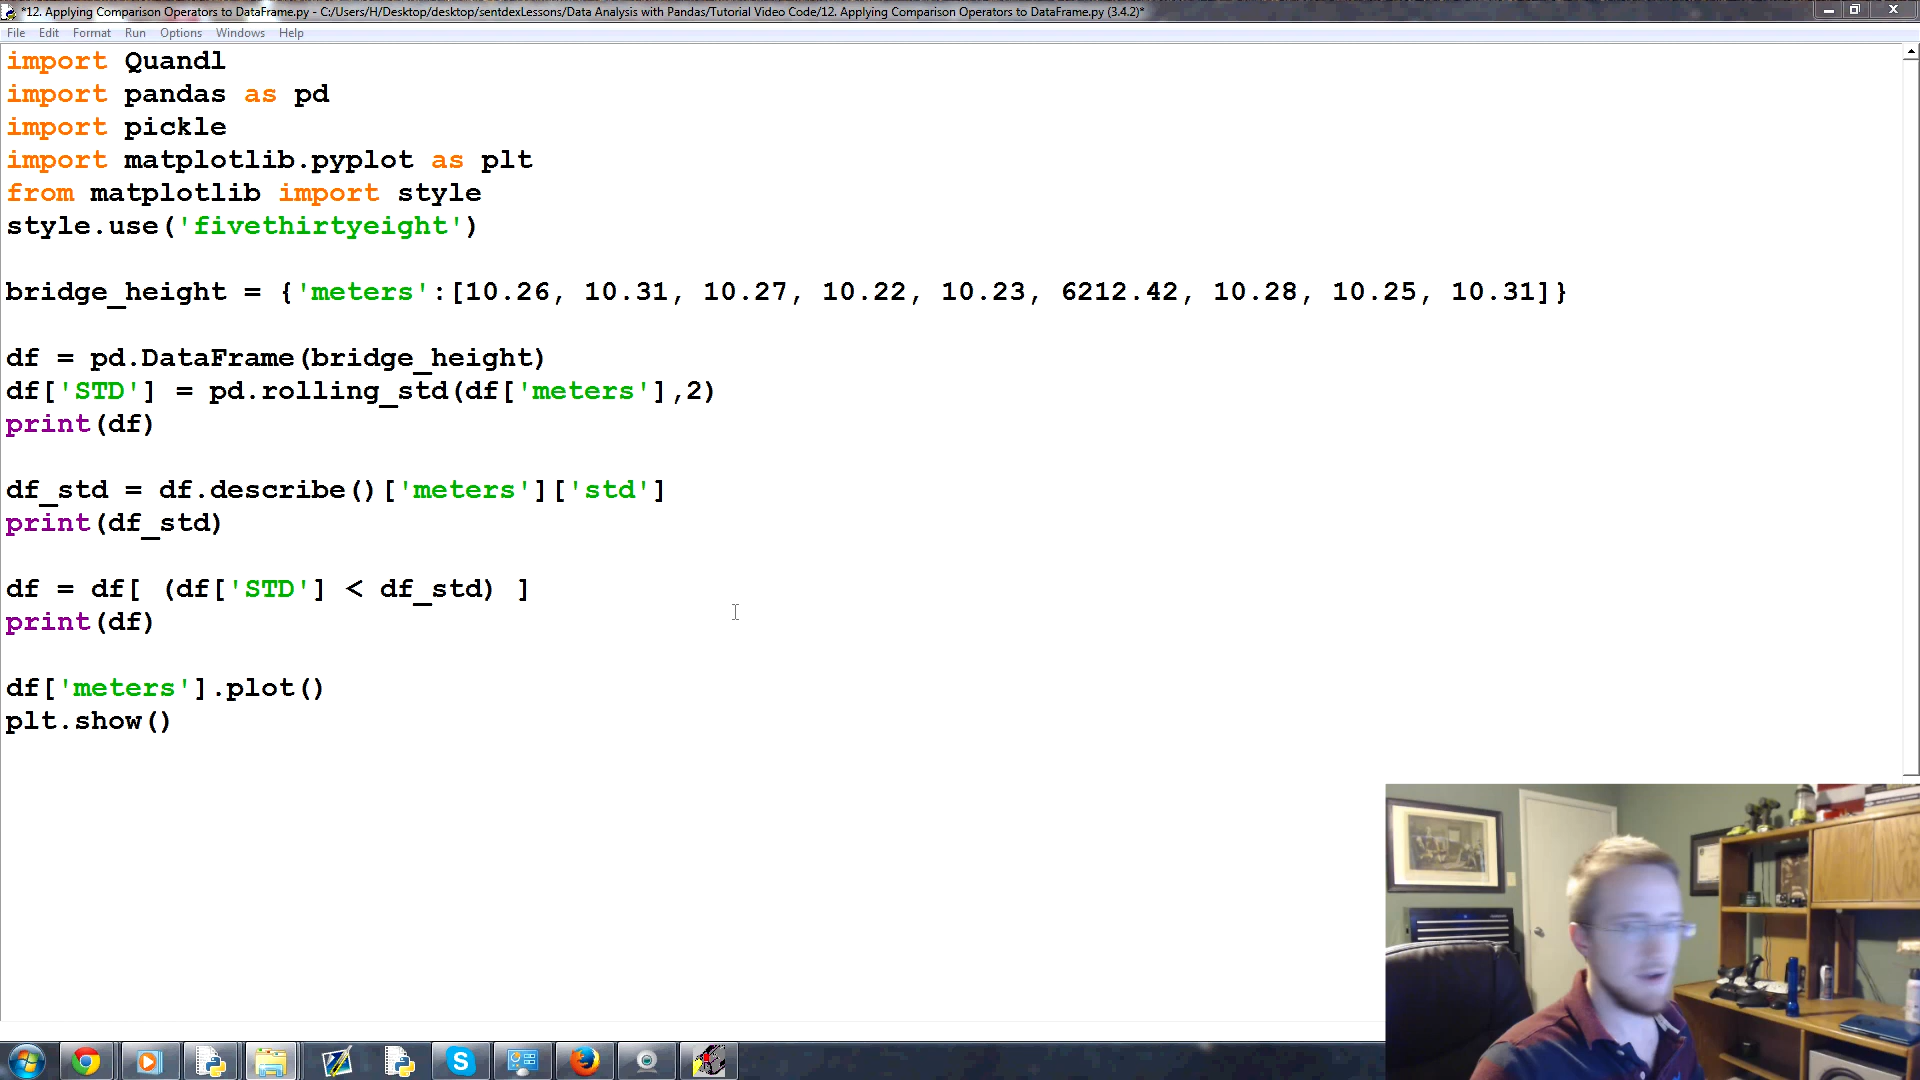 *12. Applying Comparison Operators to DataFrame.py - C:/Users/H/Desktop/desktop/sentdexLessons/Data Analysis with Pandas/Tutorial Video Code/12. Applying Comparison Operators to DataFrame.py (3.4.2)*
File Edit Format Run Options Windows Help
import Quandl
import pandas as pd
import pickle
import matplotlib.pyplot as plt
from matplotlib import style
style.use('fivethirtyeight')
bridge_height = {'meters':[10.26, 10.31, 10.27, 10.22, 10.23, 6212.42, 10.28, 10.25, 10.31]}
df = pd.DataFrame(bridge_height)
df['STD'] = pd.rolling_std(df['meters'],2)
print(df)
df_std = df.describe()['meters']['std']
print(df_std)
df = df[ (df['STD'] < df_std) ]
print(df)
df['meters'].plot()
plt.show()